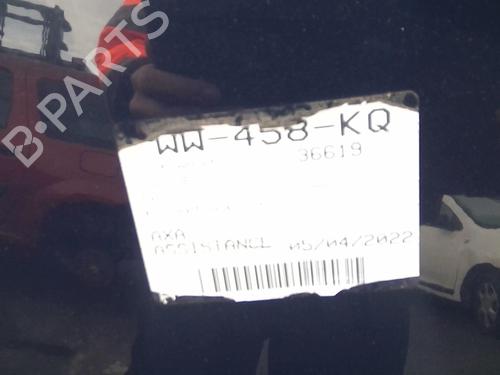 B-PARTS
WW-458-KQ
36619
AXA
ASSISTANCE 05/04/2022